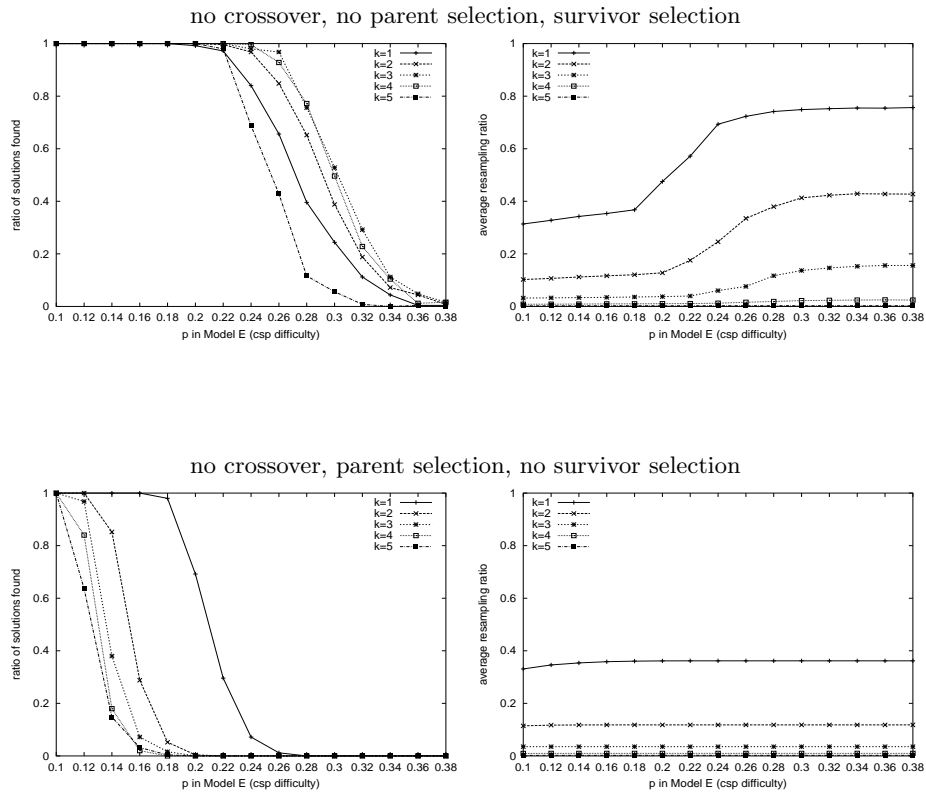 no crossover, no parent selection, survivor selection
ratio of solutions found
1
0.8
0.6
0.4
0.2
0
0.1 0.12 0.14 0.16 0.18 0.2 0.22 0.24 0.26 0.28 0.3 0.32 0.34 0.36 0.38
p in Model E (csp difficulty)
k=1
k=2
k=3
k=4
k=5
average resampling ratio
1
0.8
0.6
0.4
0.2
0
0.1 0.12 0.14 0.16 0.18 0.2 0.22 0.24 0.26 0.28 0.3 0.32 0.34 0.36 0.38
p in Model E (csp difficulty)
k=1
k=2
k=3
k=4
k=5
no crossover, parent selection, no survivor selection
ratio of solutions found
1
0.8
0.6
0.4
0.2
0
0.1 0.12 0.14 0.16 0.18 0.2 0.22 0.24 0.26 0.28 0.3 0.32 0.34 0.36 0.38
p in Model E (csp difficulty)
k=1
k=2
k=3
k=4
k=5
average resampling ratio
1
0.8
0.6
0.4
0.2
0
0.1 0.12 0.14 0.16 0.18 0.2 0.22 0.24 0.26 0.28 0.3 0.32 0.34 0.36 0.38
p in Model E (csp difficulty)
k=1
k=2
k=3
k=4
k=5